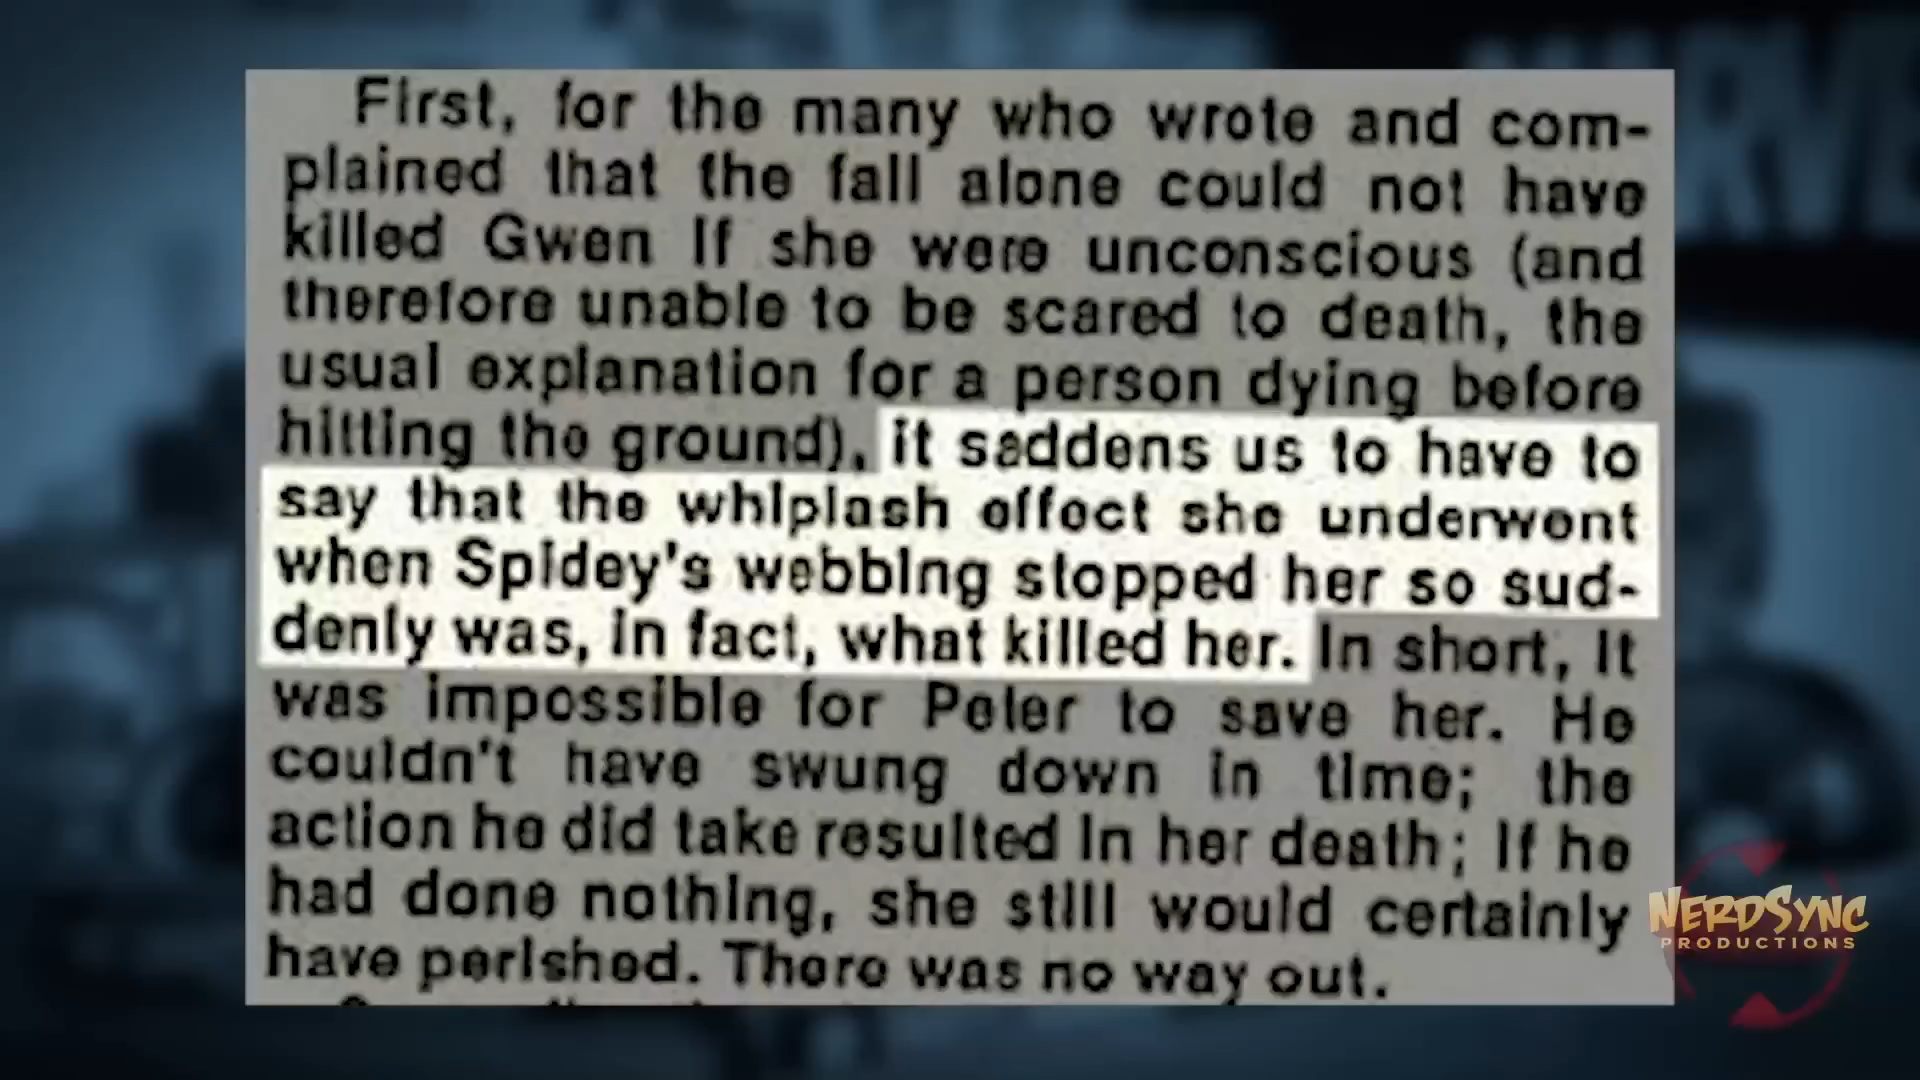 First, for the many who wrote and com-
plained that the fall alone could not have
killed Gwen if she were unconscious (and
therefore unable to be scared to death, the
usual explanation for a person dying before
hitting the ground), it saddens us to have to
say that the whiplash effect she underwent
when Spidey's webbing stopped her so sud-
denly was, in fact, what killed her. In short, it
was impossible for Peter to save her. He
couldn't have swung down in time; the
action he did take resulted in her death; if he
had done nothing, she still would certainly
have perished. There was no way out.
NERDSYNC
PRODUCTIONS